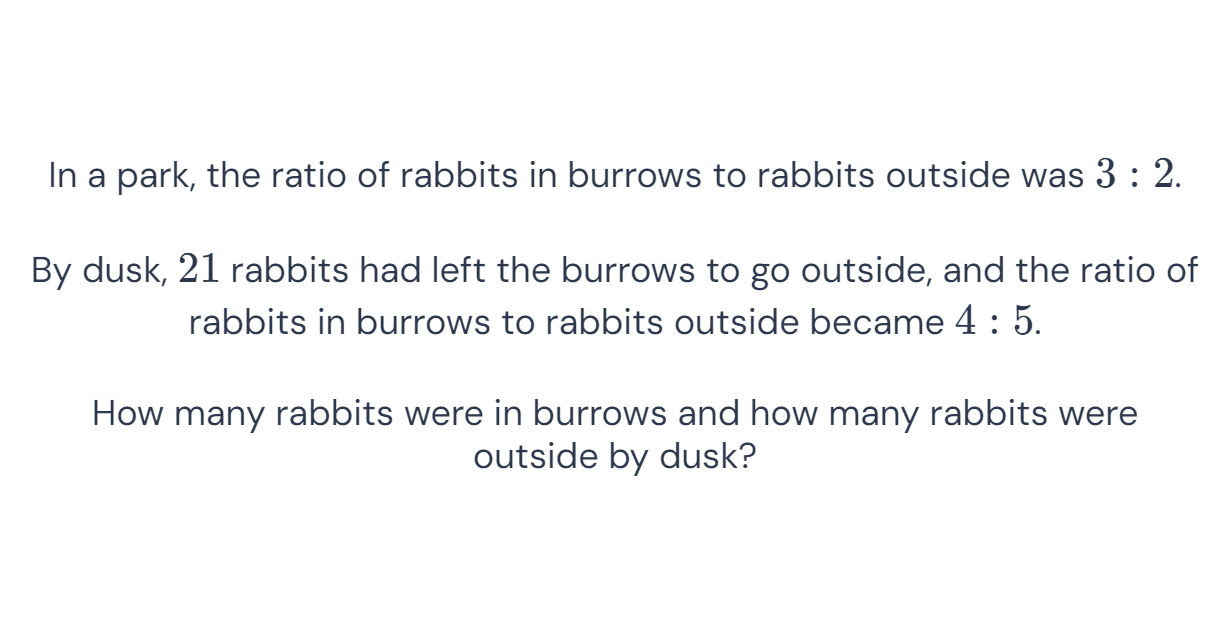 In a park, the ratio of rabbits in burrows to rabbits outside was 3 : 2.
By dusk, 21 rabbits had left the burrows to go outside, and the ratio of
rabbits in burrows to rabbits outside became 4 : 5.
How many rabbits were in burrows and how many rabbits were
outside by dusk?